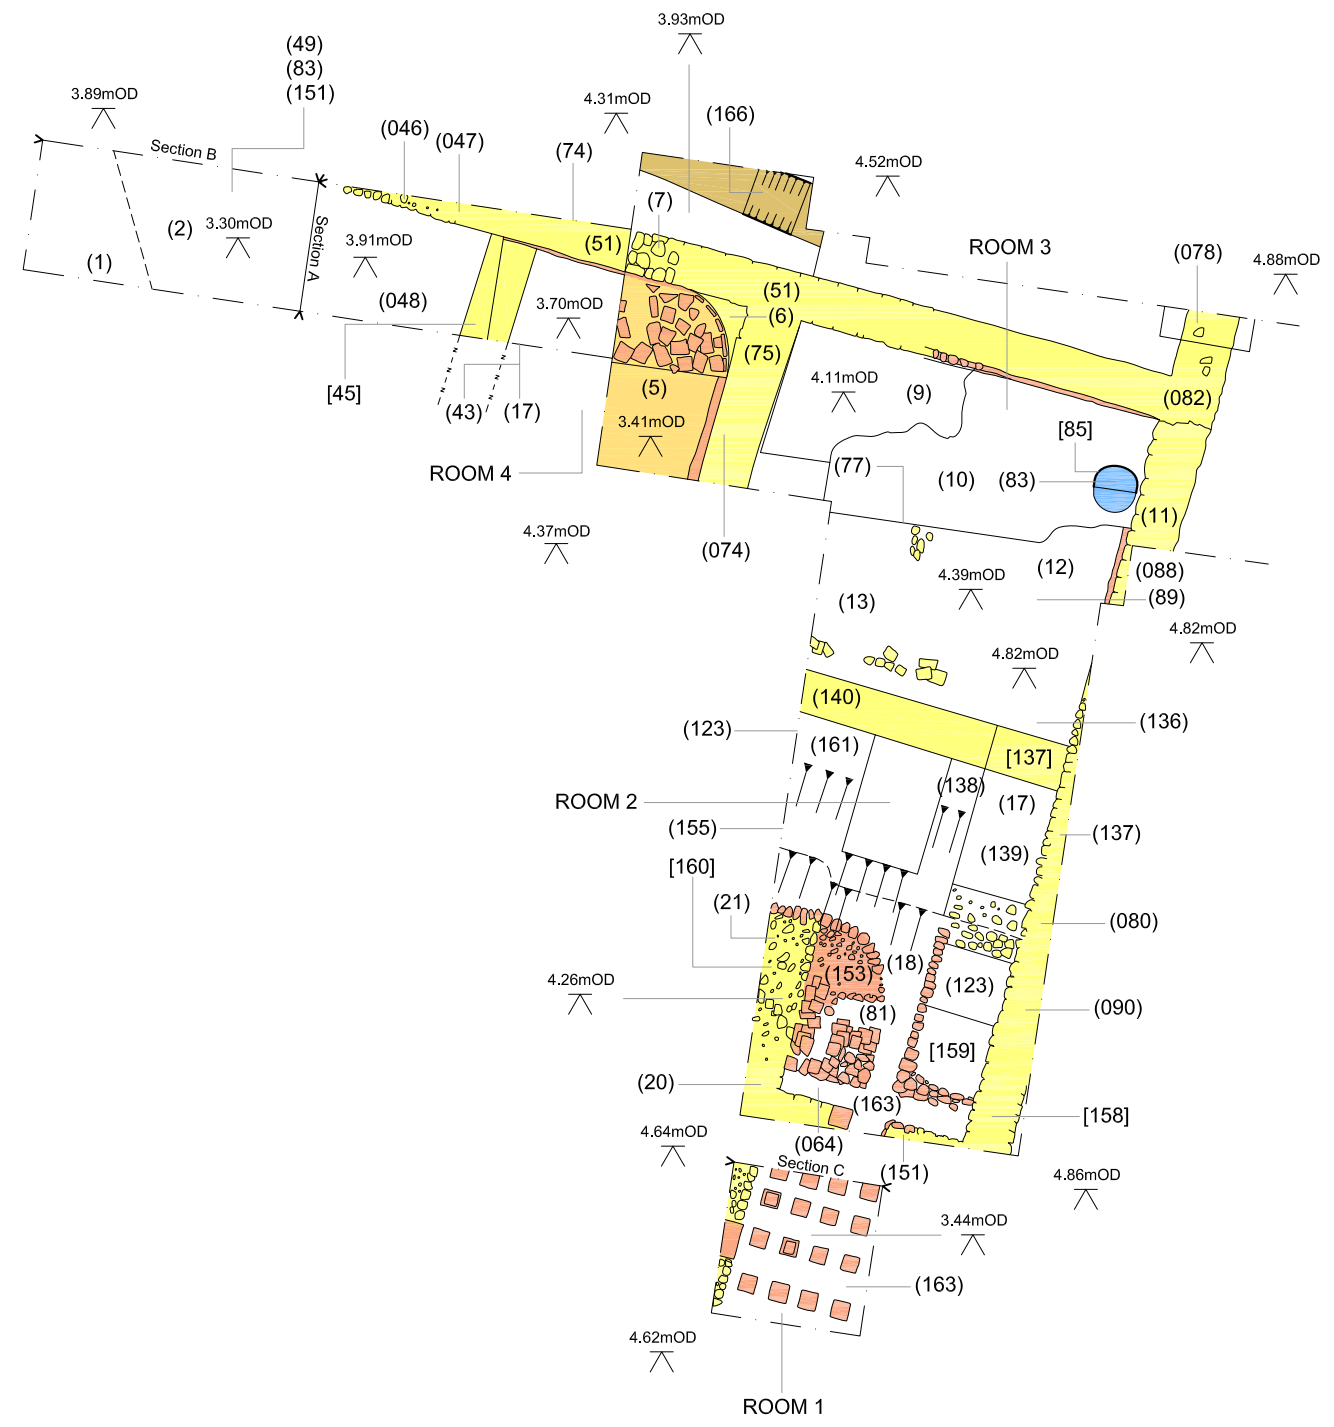 3.93mOD
(49)
(83)
(151)
3.89mOD
4.31mOD
(166)
(046)
(047)
(74)
Section B
4.52mOD
(7)
(2)
3.30mOD
Section A
3.91mOD
(51)
ROOM 3
(078)
4.88mOD
(1)
(048)
3.70mOD
(51)
(6)
(75)
[45]
(43)
(17)
(5)
4.11mOD
(9)
(082)
3.41mOD
[85]
ROOM 4
(77)
(10)
(83)
(11)
4.37mOD
(074)
(12)
(088)
4.39mOD
(89)
(13)
4.82mOD
4.82mOD
(140)
(136)
(123)
(161)
[137]
(138)
(17)
ROOM 2
(155)
(137)
(139)
[160]
(21)
(080)
(18)
(153)
4.26mOD
(123)
(81)
(090)
[159]
(20)
(163)
[158]
4.64mOD
(064)
Section C
(151)
4.86mOD
3.44mOD
(163)
4.62mOD
ROOM 1